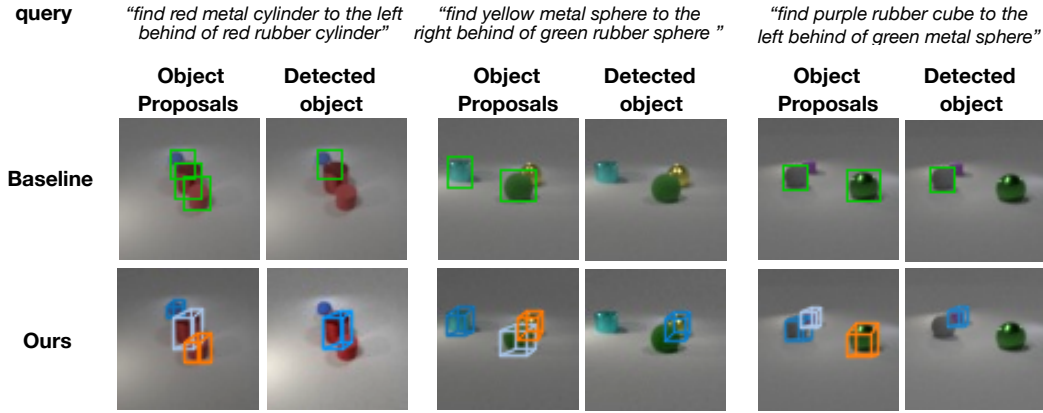 query
"find red metal cylinder to the left
behind of red rubber cylinder"
"find yellow metal sphere to the
right behind of green rubber sphere "
"find purple rubber cube to the
left behind of green metal sphere"
Object
Proposals
Detected
object
Object
Proposals
Detected
object
Object
Proposals
Detected
object
Baseline
Ours